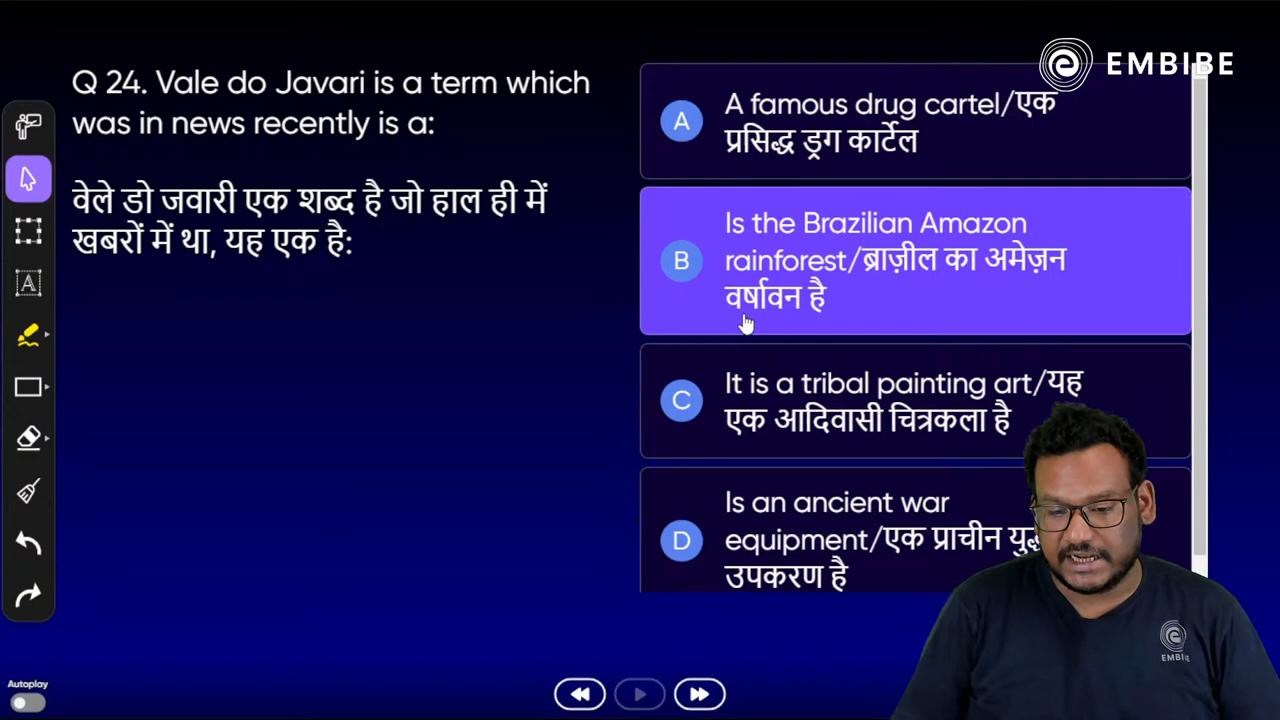 EMBIBE
Q 24. Vale do Javari is a term which
was in news recently is a:
वेले डो जवारी एक शब्द है जो हाल ही में
खबरों में था, यह एक है:
A
A famous drug cartel/एक
प्रसिद्ध ड्रग कार्टेल
B
Is the Brazilian Amazon
rainforest/ब्राज़ील का अमेज़न
वर्षावन है
C
It is a tribal painting art/यह
एक आदिवासी चित्रकला है
D
Is an ancient war
equipment/एक प्राचीन
उपकरण है
EMBIBE
Autoplay